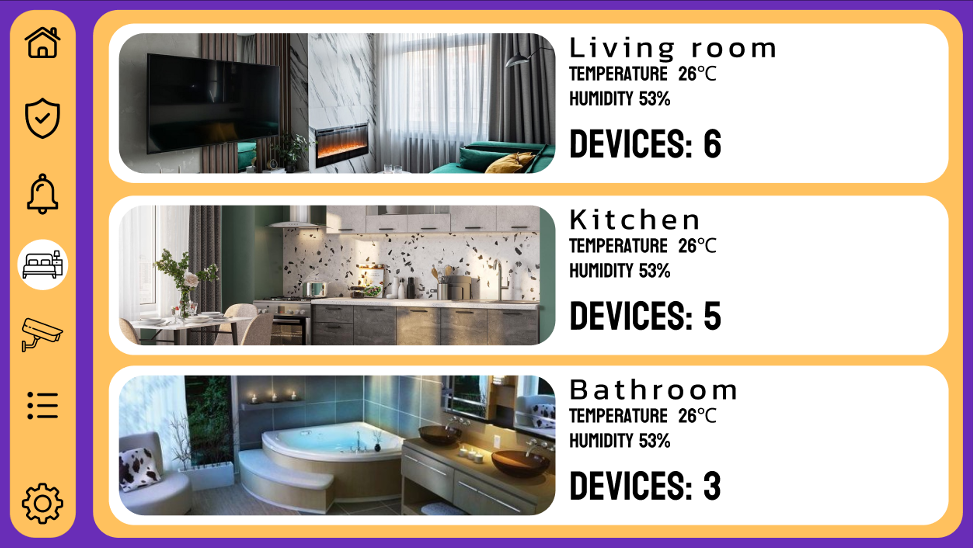 Living room
TEMPERATURE 26°C
HUMIDITY 53%
DEVICES: 6
Kitchen
TEMPERATURE 26°C
HUMIDITY 53%
DEVICES: 5
Bathroom
TEMPERATURE 26°C
HUMIDITY 53%
DEVICES: 3